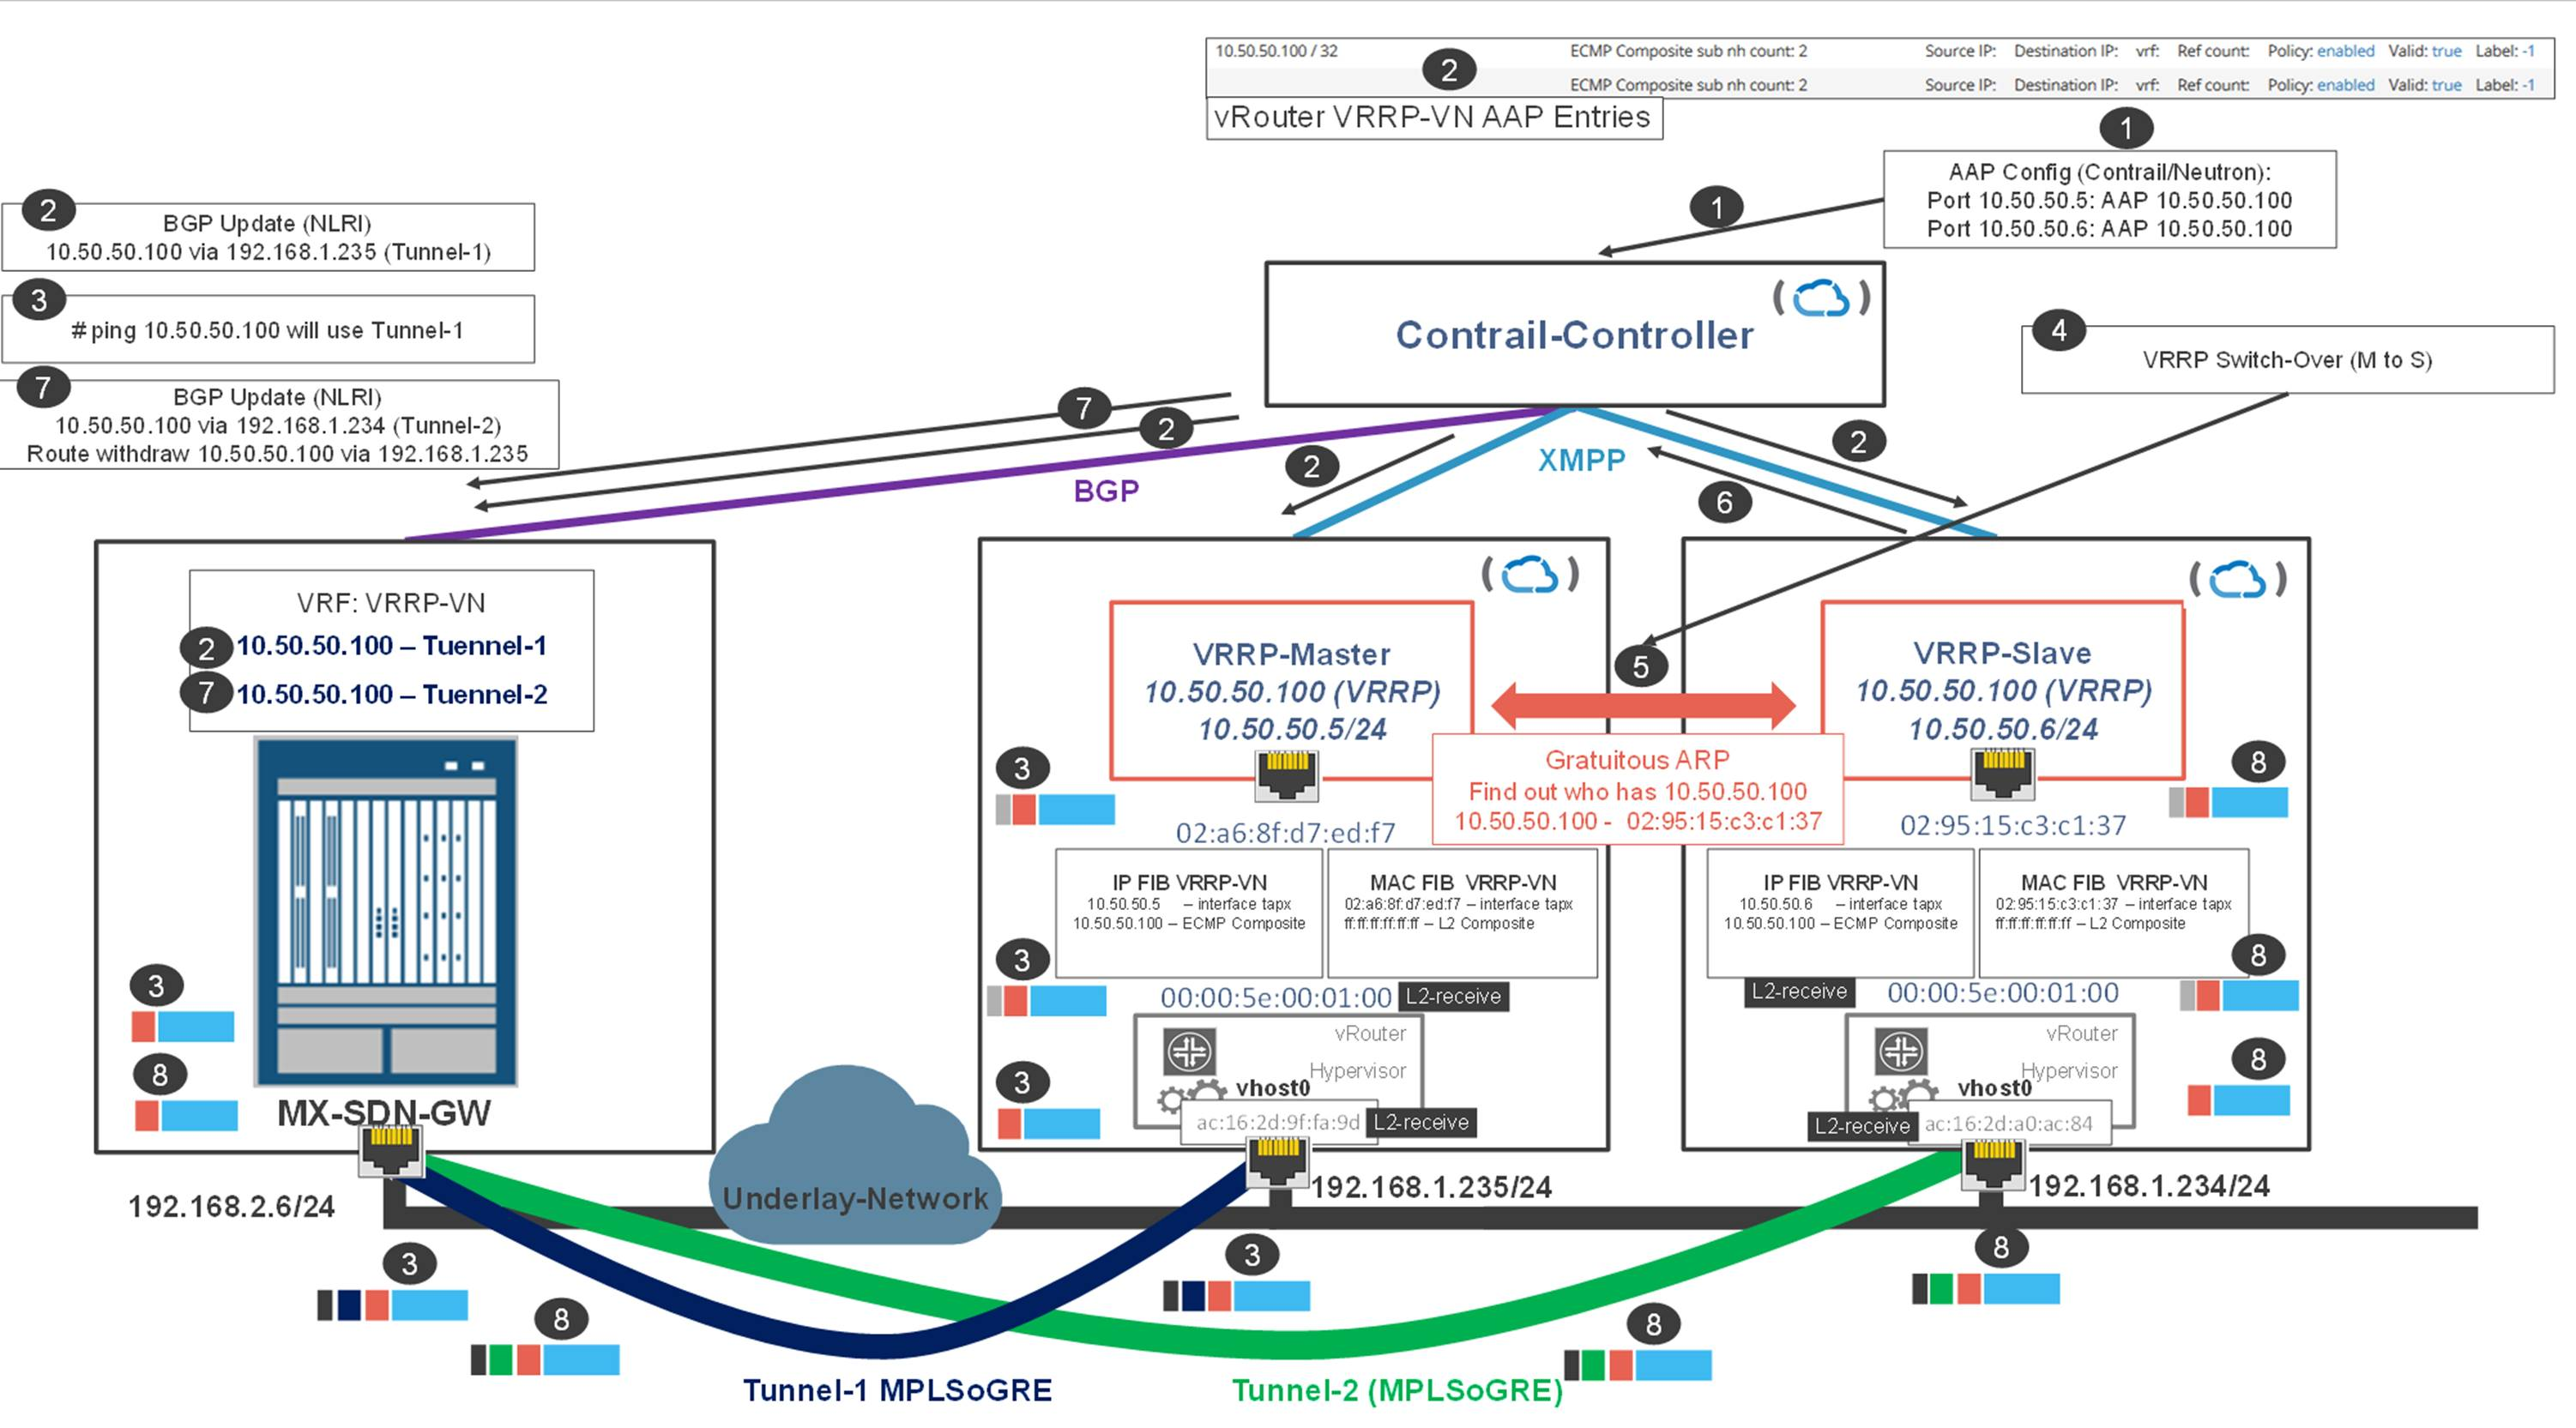 10.50.50.100 / 32
ECMP Composite sub nh count: 2
Source IP: Destination IP: vrf: Ref count: Policy: enabled Valid: true Label: -1
2
ECMP Composite sub nh count: 2
Source IP: Destination IP: vrf: Ref count: Policy: enabled Valid: true Label: -1
vRouter VRRP-VN AAP Entries
1
AAP Config (Contrail/Neutron):
Port 10.50.50.5: AAP 10.50.50.100
Port 10.50.50.6: AAP 10.50.50.100
1
2
BGP Update (NLRI)
10.50.50.100 via 192.168.1.235 (Tunnel-1)
3
# ping 10.50.50.100 will use Tunnel-1
7
BGP Update (NLRI)
10.50.50.100 via 192.168.1.234 (Tunnel-2)
Route withdraw 10.50.50.100 via 192.168.1.235
Contrail-Controller
4
VRRP Switch-Over (M to S)
7
2
BGP
2
XMPP
2
6
VRF: VRRP-VN
2
10.50.50.100 – Tuennel-1
7
10.50.50.100 – Tuennel-2
3
8
MX-SDN-GW
192.168.2.6/24
VRRP-Master
10.50.50.100 (VRRP)
10.50.50.5/24
5
VRRP-Slave
10.50.50.100 (VRRP)
10.50.50.6/24
Gratuitous ARP
Find out who has 10.50.50.100
10.50.50.100 - 02:95:15:c3:c1:37
3
02:a6:8f:d7:ed:f7
8
02:95:15:c3:c1:37
IP FIB VRRP-VN
10.50.50.5 – interface tapx
10.50.50.100 – ECMP Composite
MAC FIB VRRP-VN
02:a6:8f:d7:ed:f7 – interface tapx
ff:ff:ff:ff:ff:ff – L2 Composite
IP FIB VRRP-VN
10.50.50.6 – interface tapx
10.50.50.100 – ECMP Composite
MAC FIB VRRP-VN
02:95:15:c3:c1:37 – interface tapx
ff:ff:ff:ff:ff:ff – L2 Composite
3
00:00:5e:00:01:00
L2-receive
L2-receive
00:00:5e:00:01:00
8
vRouter
Hypervisor
vhost0
3
ac:16:2d:9f:fa:9d
L2-receive
vRouter
Hypervisor
vhost0
8
L2-receive
ac:16:2d:a0:ac:84
Underlay-Network
192.168.1.235/24
192.168.1.234/24
3
3
8
8
8
Tunnel-1 MPLSoGRE
Tunnel-2 (MPLSoGRE)